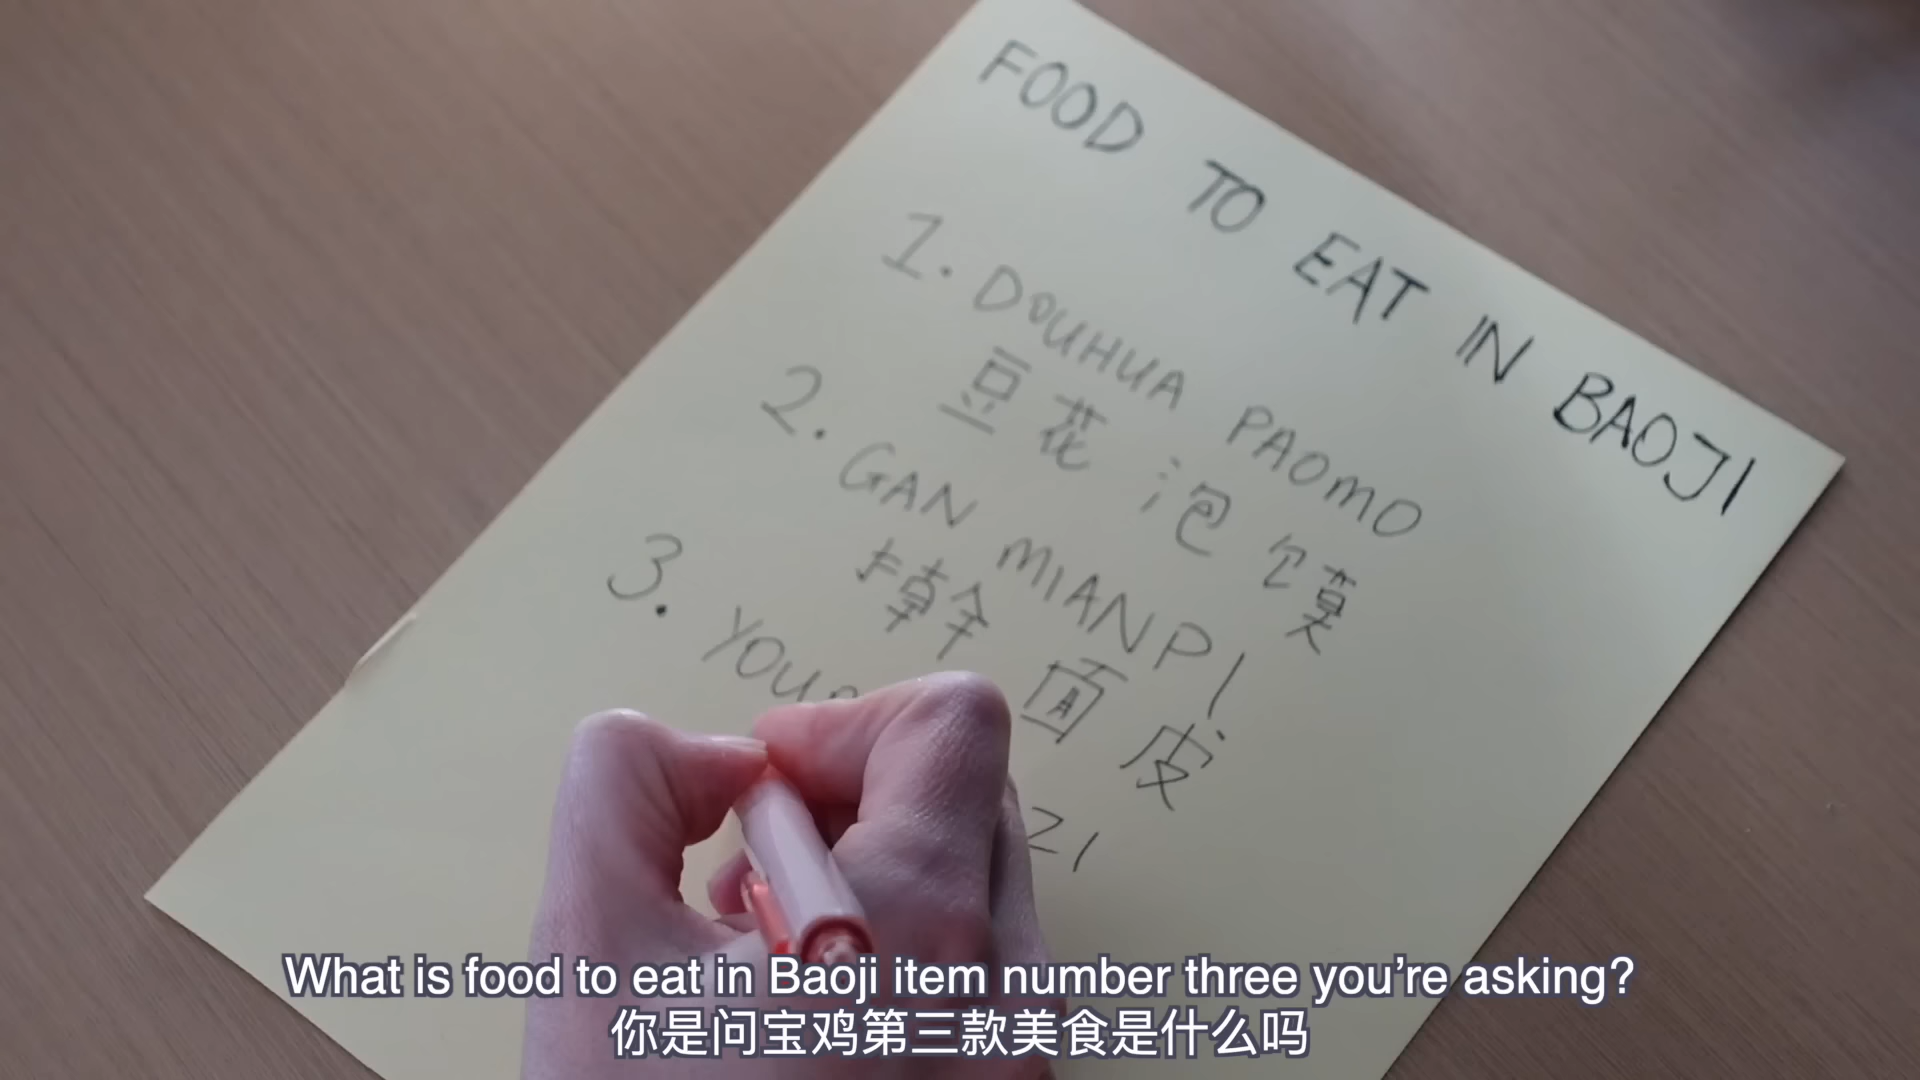 FOOD TO EAT IN BAOJI
1. DOUHUA PAOMO
豆花泡馍
2. GAN MIANPI
擀面皮
3.
ZI
What is food to eat in Baoji item number three you're asking?
你是问宝鸡第三款美食是什么吗